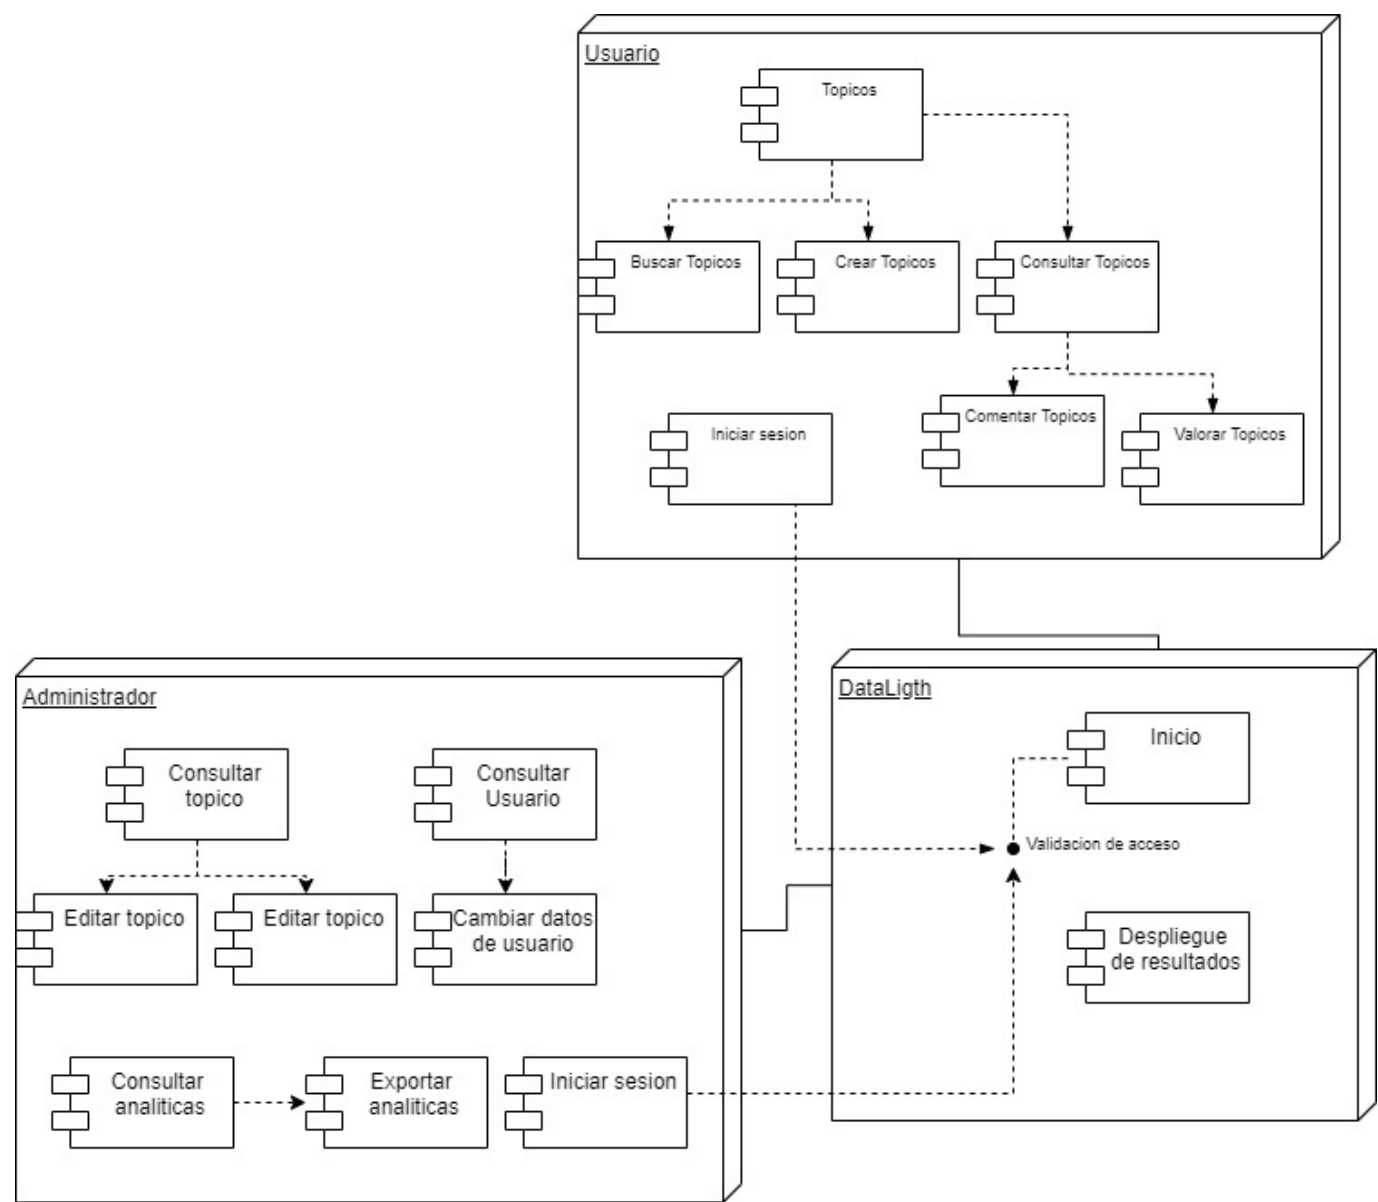 Usuario
Topicos
Buscar Topicos
Crear Topicos
Consultar Topicos
Comentar Topicos
Valorar Topicos
Iniciar sesion
Administrador
Consultar
topico
Consultar
Usuario
Editar topico
Editar topico
Cambiar datos
de usuario
Consultar
analiticas
Exportar
analiticas
Iniciar sesion
DataLigth
Inicio
Validacion de acceso
Despliegue
de resultados